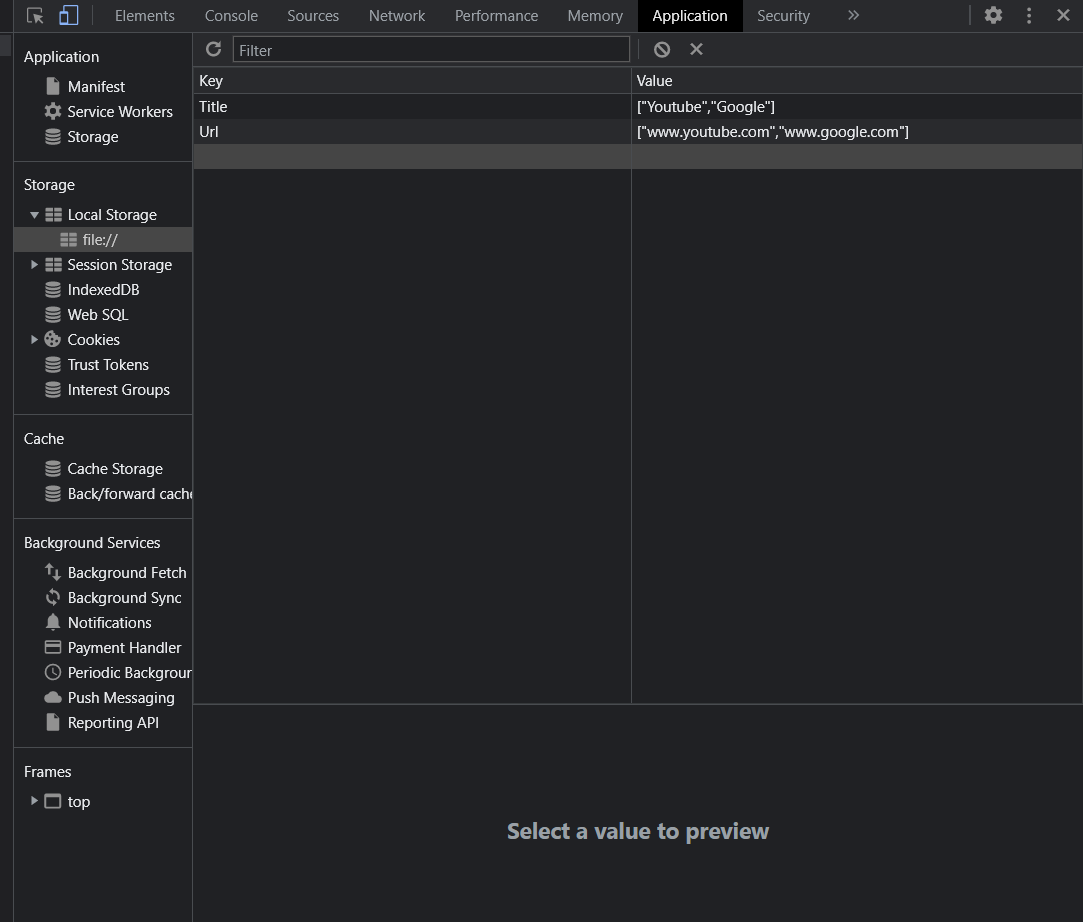 Elements Console Sources Network Performance Memory Application Security
Application
Manifest
Service Workers
Storage
Storage
Local Storage
file://
Session Storage
IndexedDB
Web SQL
Cookies
Trust Tokens
Interest Groups
Cache
Cache Storage
Back/forward cache
Background Services
Background Fetch
Background Sync
Notifications
Payment Handler
Periodic Backgroun
Push Messaging
Reporting API
Frames
top
Filter
Key Value
Title ["Youtube","Google"]
Url ["www.youtube.com","www.google.com"]
Select a value to preview